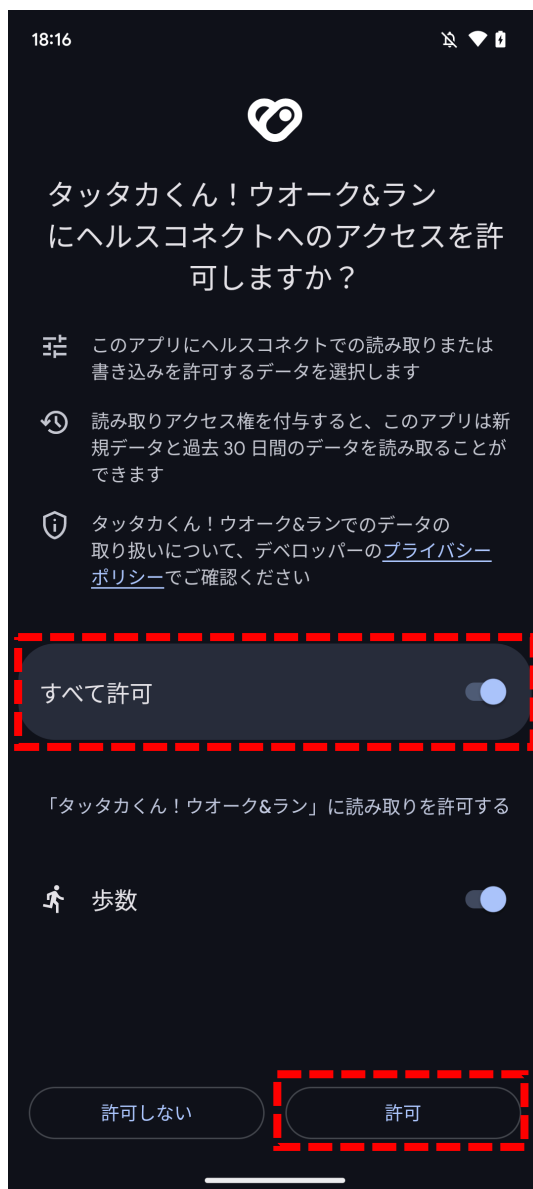 18:16
タッタカくん！ウオーク&ラン
にヘルスコネクトへのアクセスを許
可しますか？
このアプリにヘルスコネクトでの読み取りまたは
書き込みを許可するデータを選択します
読み取りアクセス権を付与すると、このアプリは新
規データと過去 30 日間のデータを読み取ることが
できます
タッタカくん！ウオーク&ランでのデータの
取り扱いについて、デベロッパーのプライバシー
ポリシーでご確認ください
すべて許可
「タッタカくん！ウオーク&ラン」に読み取りを許可する
歩数
許可しない
許可